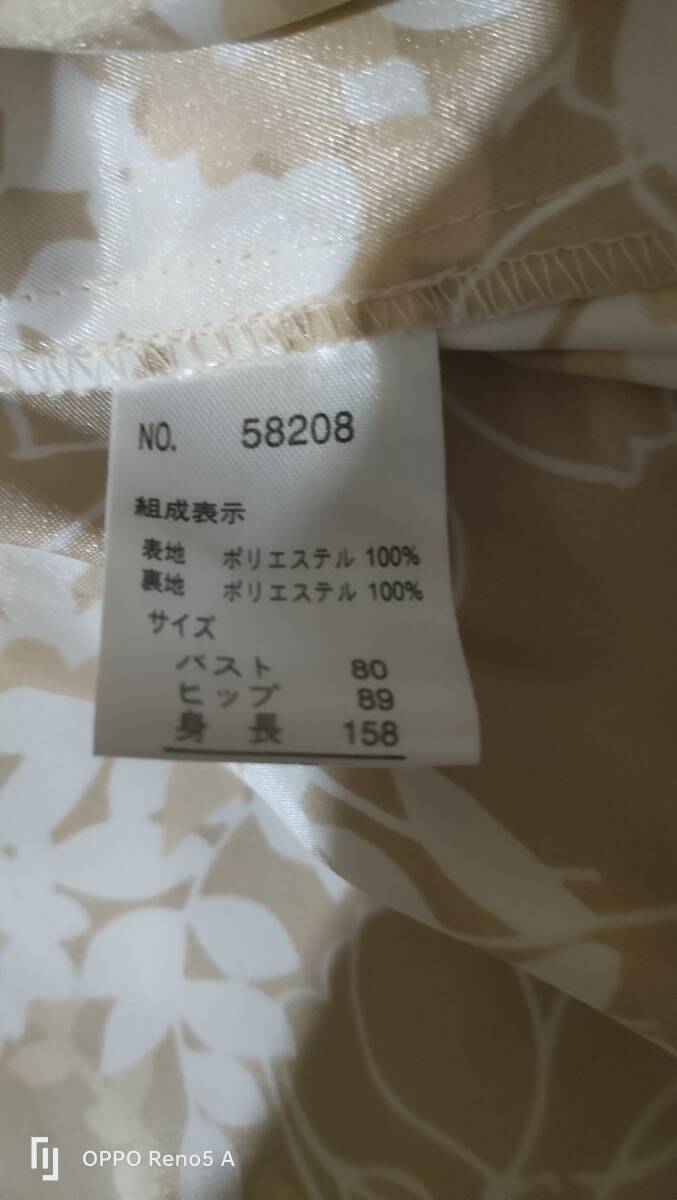 NO. 58208
組成表示
表地 ポリエステル 100%
裏地 ポリエステル 100%
サイズ
バスト 80
ヒップ 89
身長 158
OPPO Reno5 A